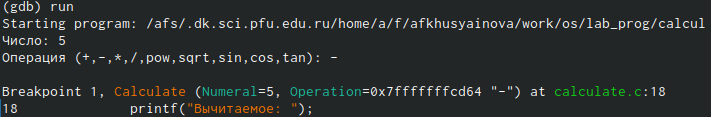 (gdb) run
Starting program: /afs/.dk.sci.pfu.edu.ru/home/a/f/afkhusyainova/work/os/lab_prog/calcul
Число: 5
Операция (+,-,*,/,pow,sqrt,sin,cos,tan): -
Breakpoint 1, Calculate (Numeral=5, Operation=0x7fffffffcd64 "-") at calculate.c:18
18 printf("Вычитаемое: ");